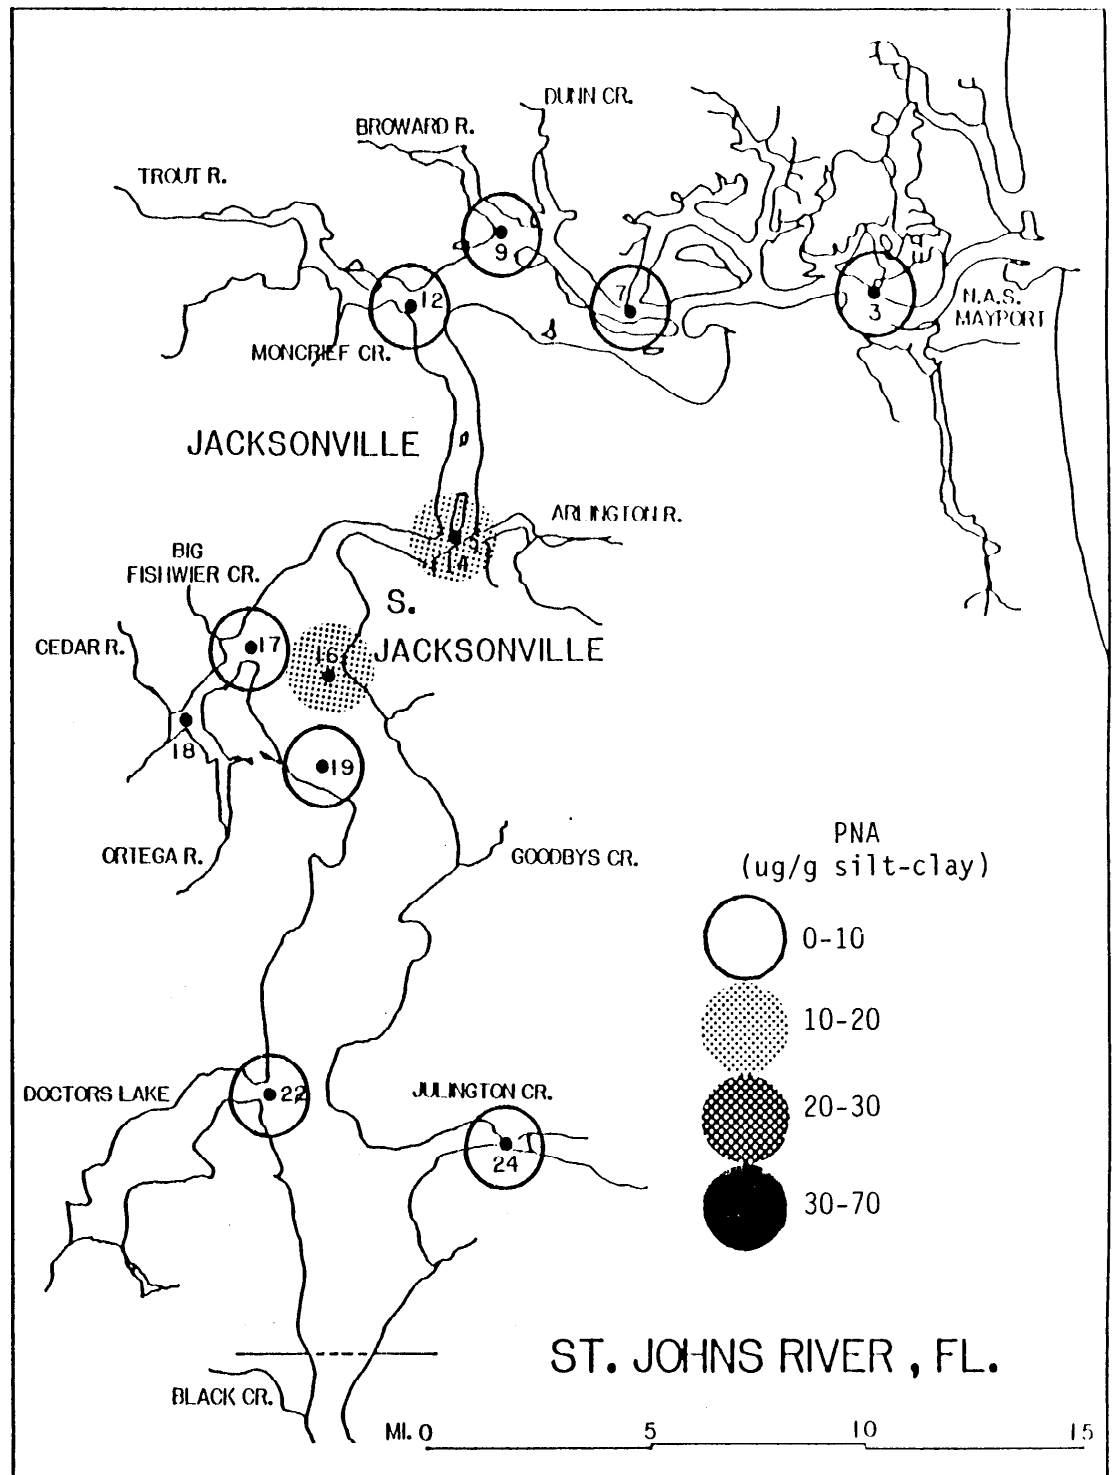 DUNN CR.
BROWARD R.
TROUT R.
9
12
7
3
N.A.S.
MAYPORT
MONCRIEF CR.
JACKSONVILLE
ARLINGTON R.
14
BIG
FISHWIER CR.
S.
JACKSONVILLE
CEDAR R.
17
16
18
19
ORTEGA R.
GOODBYS CR.
PNA
(ug/g silt-clay)
0-10
10-20
20-30
30-70
DOCTORS LAKE
22
JULINGTON CR.
24
ST. JOHNS RIVER , FL.
BLACK CR.
MI. 0 5 10 15